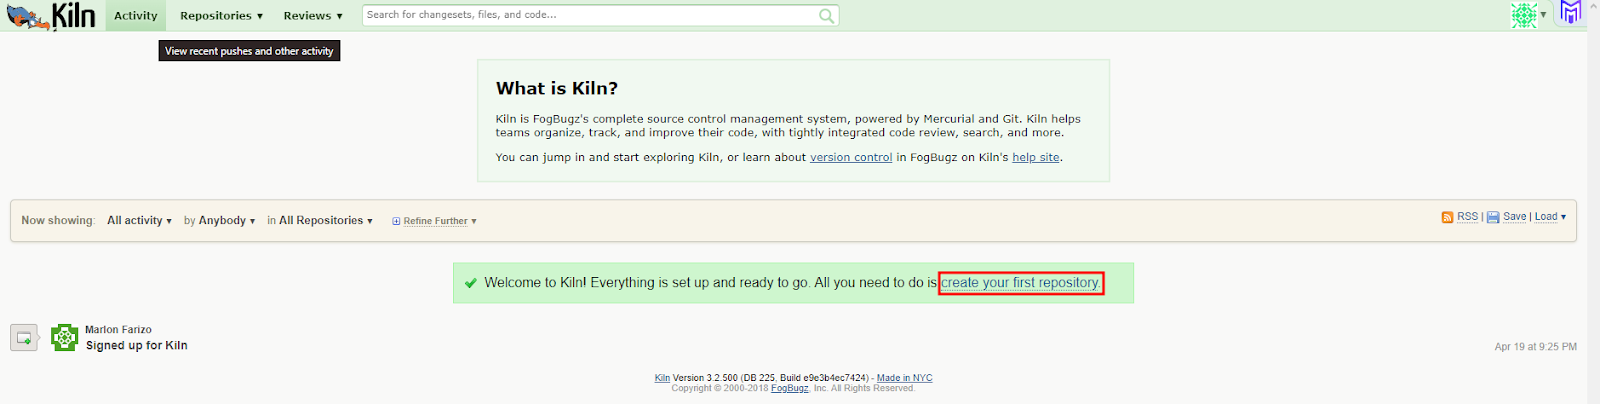 Kiln Activity Repositories ▾ Reviews ▾ Search for changesets, files, and code...
View recent pushes and other activity
What is Kiln?
Kiln is FogBugz's complete source control management system, powered by Mercurial and Git. Kiln helps
teams organize, track, and improve their code, with tightly integrated code review, search, and more.
You can jump in and start exploring Kiln, or learn about version control in FogBugz on Kiln's help site.
Now showing: All activity ▾ by Anybody ▾ in All Repositories ▾ Refine Further ▾ RSS | Save | Load ▾
Welcome to Kiln! Everything is set up and ready to go. All you need to do is create your first repository.
Marlon Farizo
Signed up for Kiln
Apr 19 at 9:25 PM
Kiln Version 3.2.500 (DB 225, Build e9e3b4ec7424) - Made in NYC
Copyright © 2000-2018 FogBugz, Inc. All Rights Reserved.